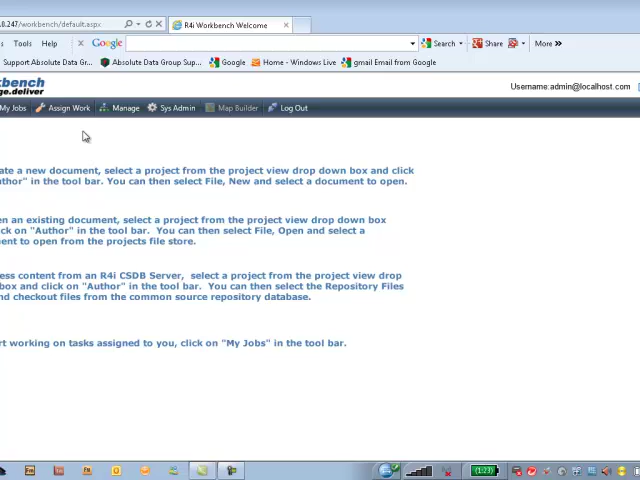 .0.247/workbench/default.aspx R4i Workbench Welcome
s Tools Help Google Search Share More »
Support Absolute Data Gr... Absolute Data Group Sup... Google Home - Windows Live gmail Email from Google
kbench
ge.deliver
Username:admin@localhost.com
My Jobs Assign Work Manage Sys Admin Map Builder Log Out
ate a new document, select a project from the project view drop down box and click
thor" in the tool bar. You can then select File, New and select a document to open.
en an existing document, select a project from the project view drop down box
ick on "Author" in the tool bar. You can then select File, Open and select a
ment to open from the projects file store.
ess content from an R4i CSDB Server, select a project from the project view drop
box and click on "Author" in the tool bar. You can then select the Repository Files
nd checkout files from the common source repository database.
rt working on tasks assigned to you, click on "My Jobs" in the tool bar.
(1:23)